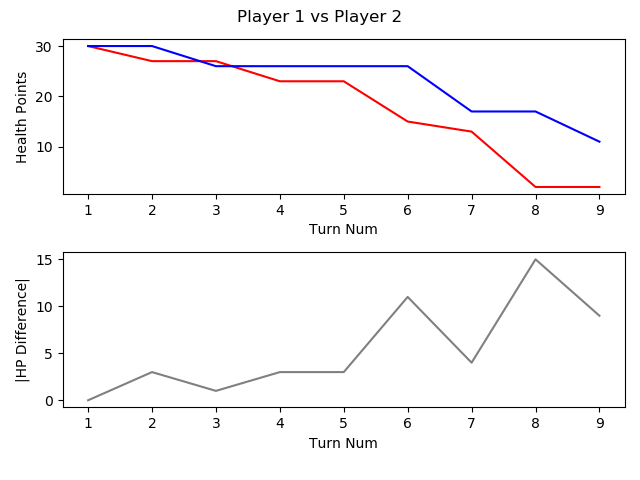 Player 1 vs Player 2
30
20
10
Health Points
1 2 3 4 5 6 7 8 9
Turn Num
15
10
5
0
|HP Difference|
1 2 3 4 5 6 7 8 9
Turn Num